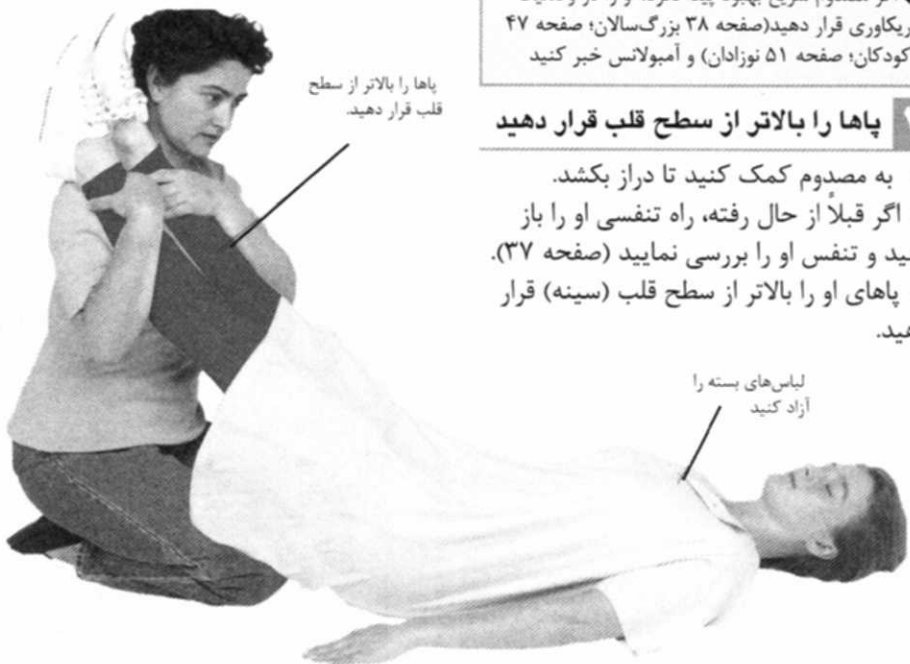 ریکاوری قرار دهید(صفحه ۳۸ بزرگ‌سالان؛ صفحه ۴۷
کودکان؛ صفحه ۵۱ نوزادان) و آمبولانس خبر کنید
پاها را بالاتر از سطح قلب قرار دهید
به مصدوم کمک کنید تا دراز بکشد.
اگر قبلاً از حال رفته، راه تنفسی او را باز
و تنفس او را بررسی نمایید (صفحه ۳۷).
پاهای او را بالاتر از سطح قلب (سینه) قرار
پاها را بالاتر از سطح
قلب قرار دهید.
لباس‌های بسته را
آزاد کنید